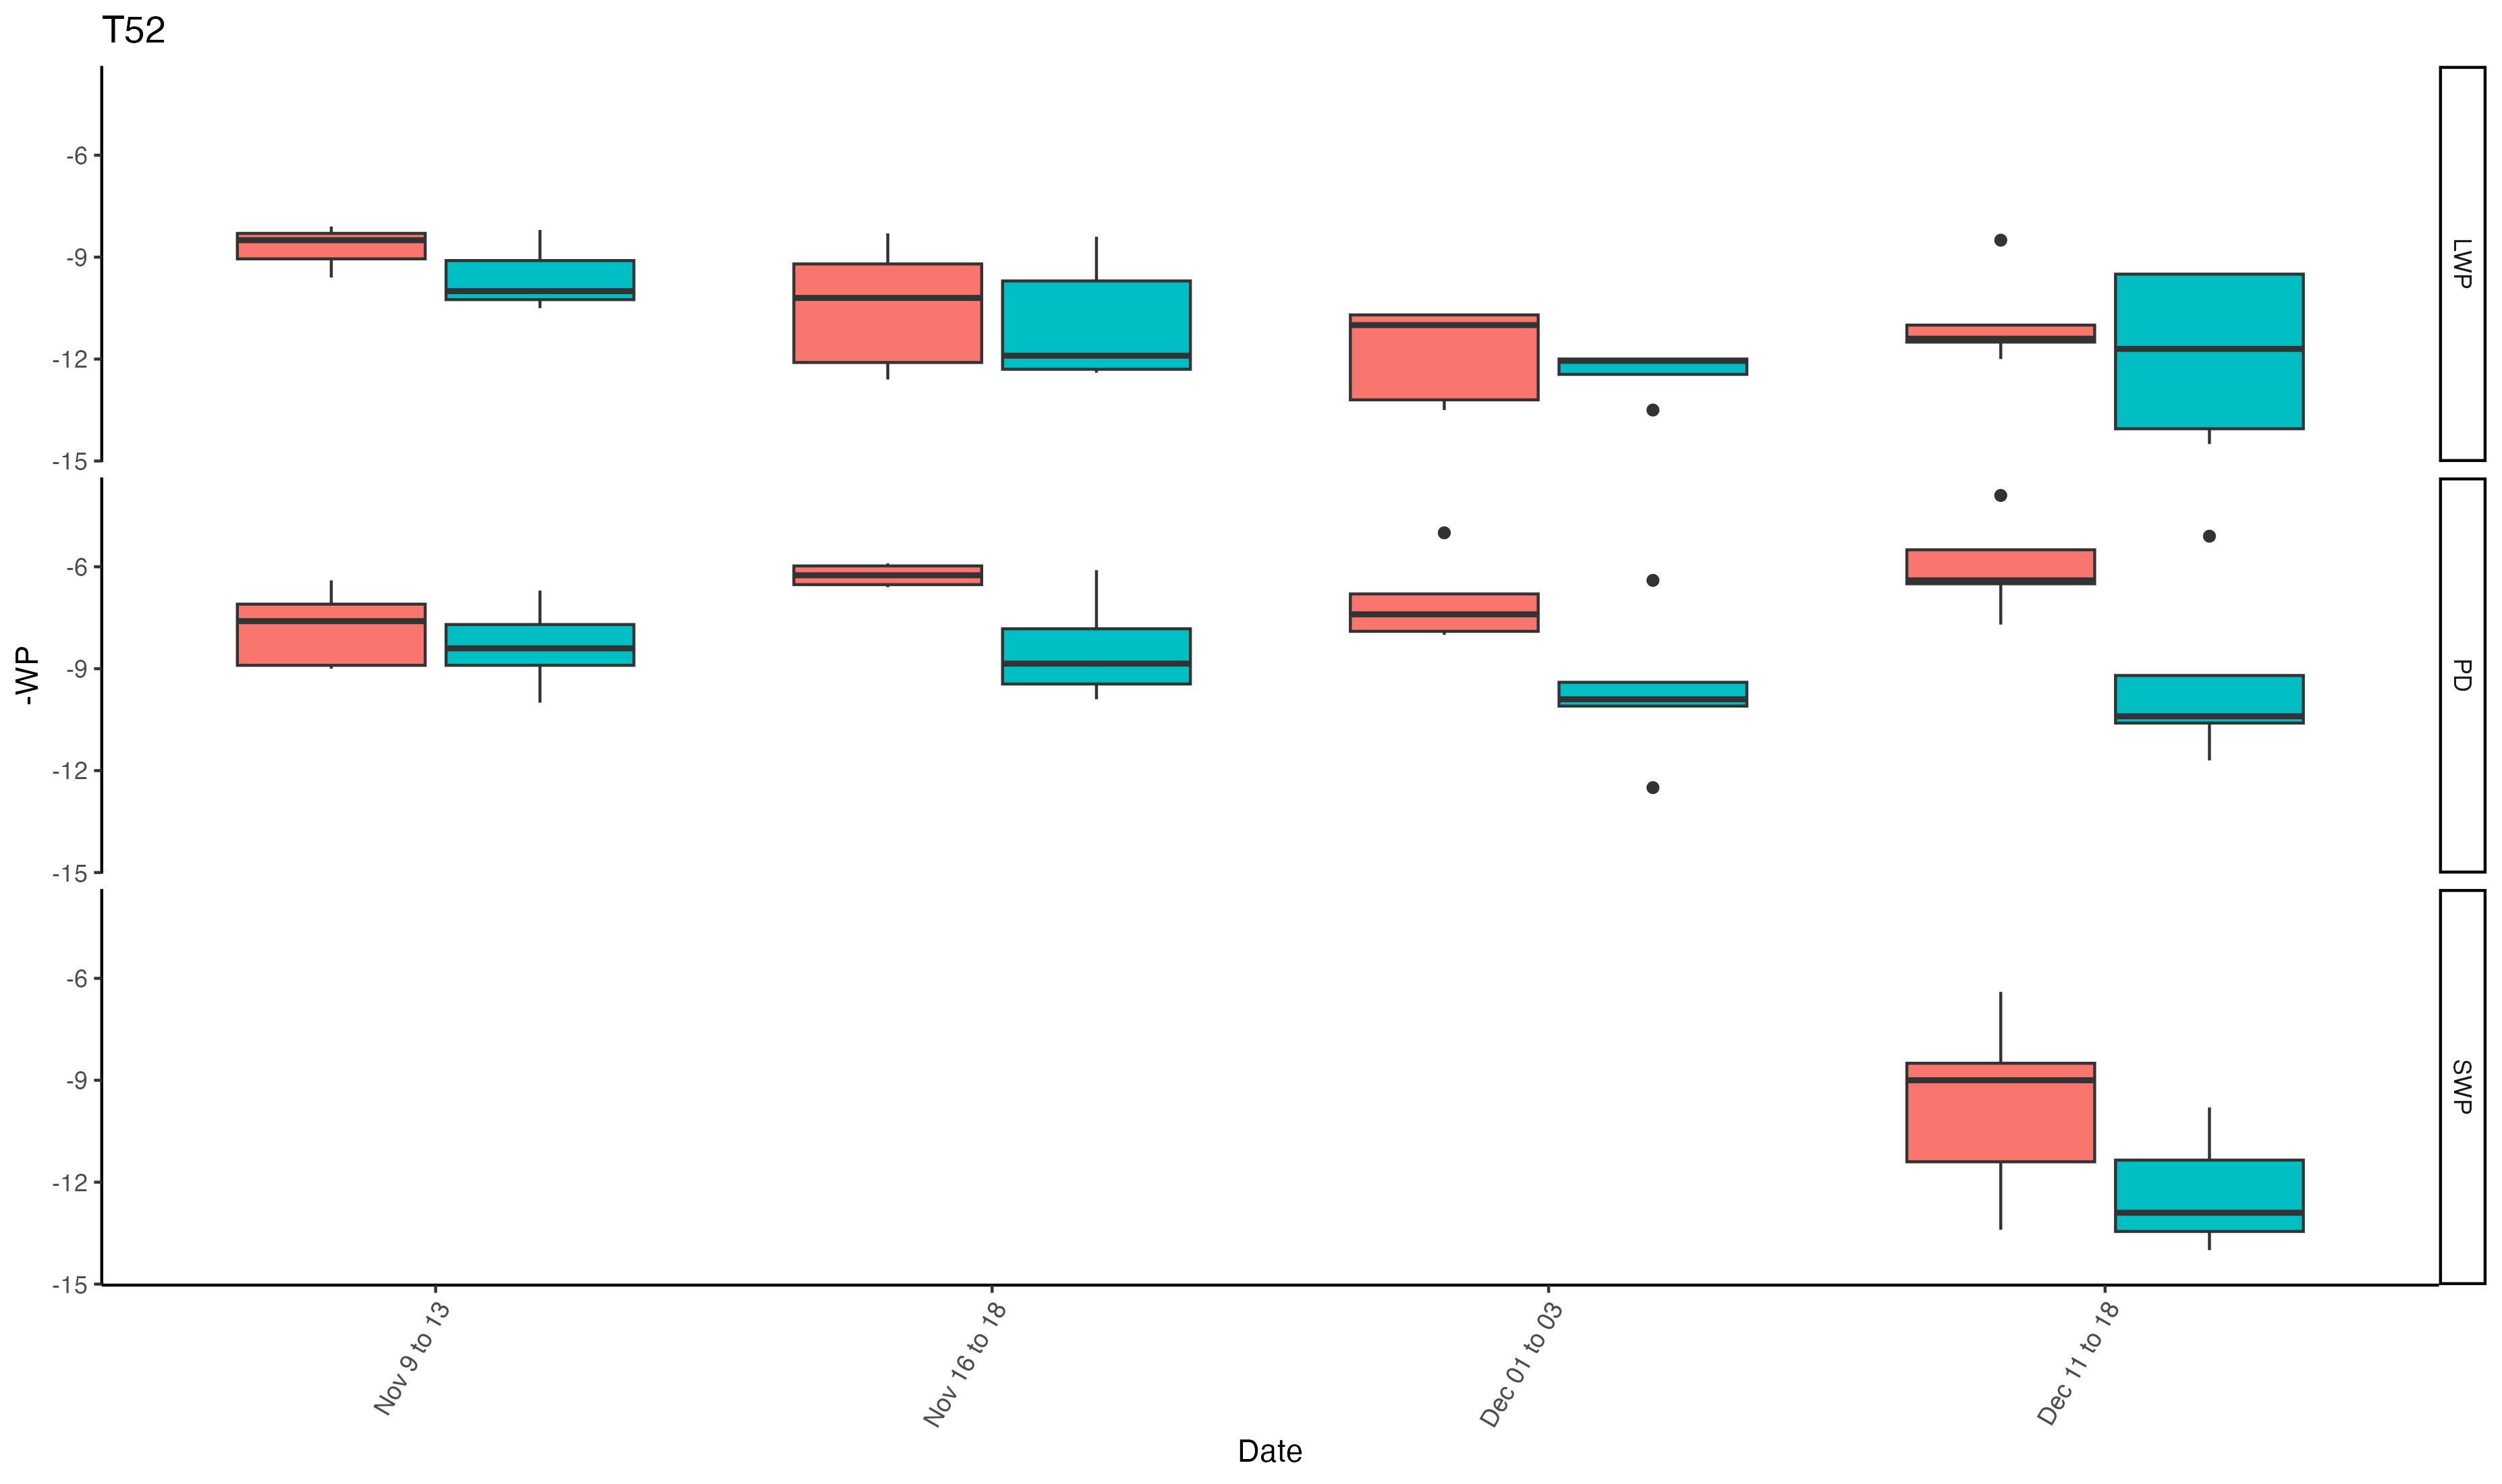 T52
-6
-9
-12
-15
LWP
-6
-9
-12
-15
PD
-6
-9
-12
-15
SWP
-WP
Nov 9 to 13
Nov 16 to 18
Dec 01 to 03
Dec 11 to 18
Date